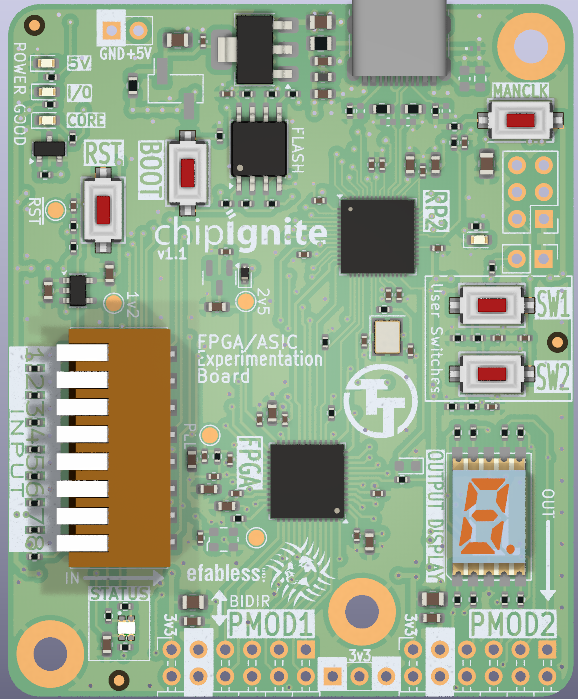 GND+5V
POWER GOOD
5V
I/O
CORE
MANCLK
FLASH
RST
BOOT
RST
RP2
chipIgnite
v1.1
1v2
2v5
User Switches
SW1
SW2
FPGA/ASIC
Experimentation
Board
TT
INPUT
1
2
3
4
5
6
7
8
FPGA
OUTPUT DISPLAY
OUT
efabless
IN
STATUS
BIDIR
3v3
PMOD1
3v3
3v3
PMOD2